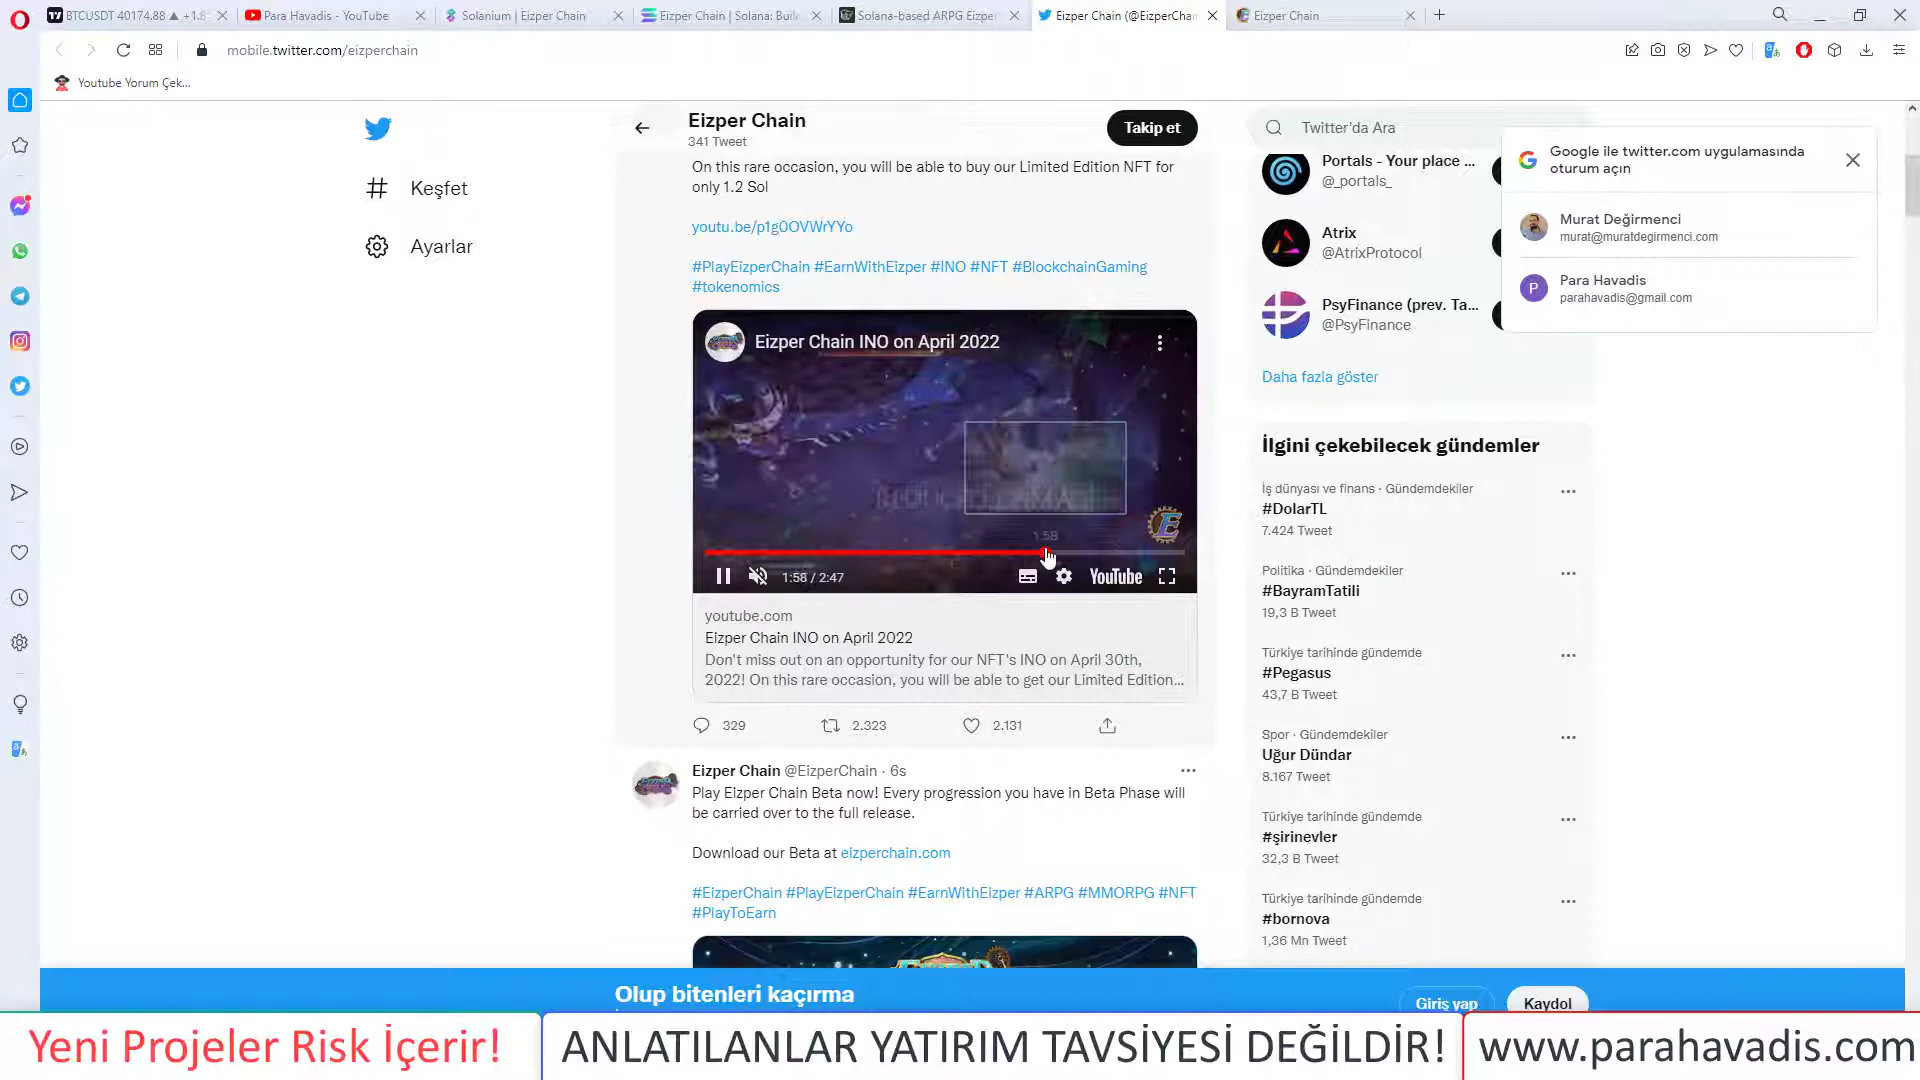 BTCUSDT 40174.88 ▲ +1.8
Para Havadis - YouTube
Solanium | Eizper Chain
Eizper Chain | Solana: Buil
Solana-based ARPG Eizper
Eizper Chain (@EizperChai
Eizper Chain
mobile.twitter.com/eizperchain
Youtube Yorum Çek...
Keşfet
Ayarlar
Eizper Chain
341 Tweet
Takip et
On this rare occasion, you will be able to buy our Limited Edition NFT for
only 1.2 Sol
youtu.be/p1g0OVWrYYo
#PlayEizperChain #EarnWithEizper #INO #NFT #BlockchainGaming
#tokenomics
Eizper Chain INO on April 2022
1:58
1:58 / 2:47
YouTube
youtube.com
Eizper Chain INO on April 2022
Don't miss out on an opportunity for our NFT's INO on April 30th,
2022! On this rare occasion, you will be able to get our Limited Edition...
329
2.323
2.131
Eizper Chain @EizperChain · 6s
Play Eizper Chain Beta now! Every progression you have in Beta Phase will
be carried over to the full release.
Download our Beta at eizperchain.com
#EizperChain #PlayEizperChain #EarnWithEizper #ARPG #MMORPG #NFT
#PlayToEarn
Twitter'da Ara
Portals - Your place ...
@_portals_
Atrix
@AtrixProtocol
PsyFinance (prev. Ta...
@PsyFinance
Daha fazla göster
Google ile twitter.com uygulamasında
oturum açın
Murat Değirmenci
murat@muratdegirmenci.com
P
Para Havadis
parahavadis@gmail.com
İlgini çekebilecek gündemler
İş dünyası ve finans · Gündemdekiler
#DolarTL
7.424 Tweet
Politika · Gündemdekiler
#BayramTatili
19,3 B Tweet
Türkiye tarihinde gündemde
#Pegasus
43,7 B Tweet
Spor · Gündemdekiler
Uğur Dündar
8.167 Tweet
Türkiye tarihinde gündemde
#şirinevler
32,3 B Tweet
Türkiye tarihinde gündemde
#bornova
1,36 Mn Tweet
Olup bitenleri kaçırma
Giriş yap
Kaydol
Yeni Projeler Risk İçerir!
ANLATILANLAR YATIRIM TAVSİYESİ DEĞİLDİR!
www.parahavadis.com